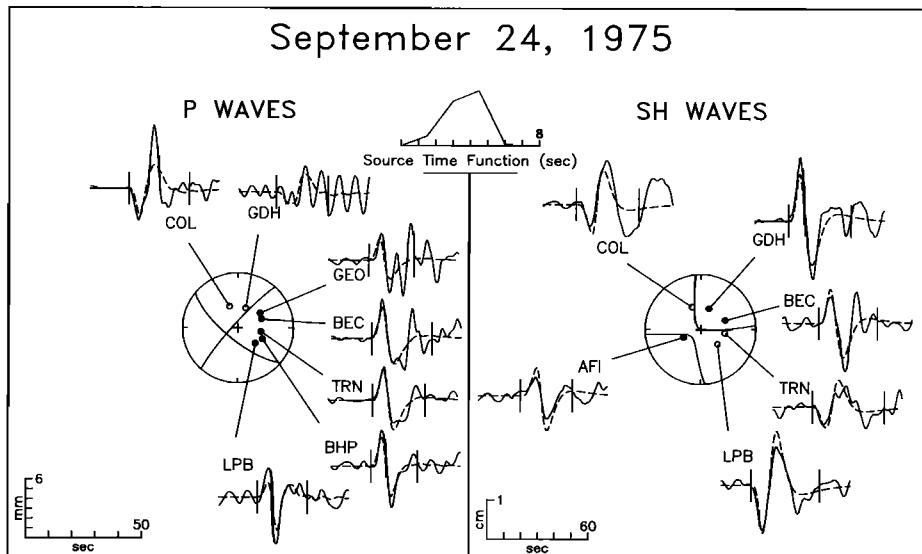 September 24, 1975
P WAVES
SH WAVES
8
Source Time Function (sec)
COL
GDH
GEO
BEC
TRN
BHP
LPB
6
mm
50
sec
COL
GDH
BEC
AFI
TRN
LPB
1
cm
60
sec